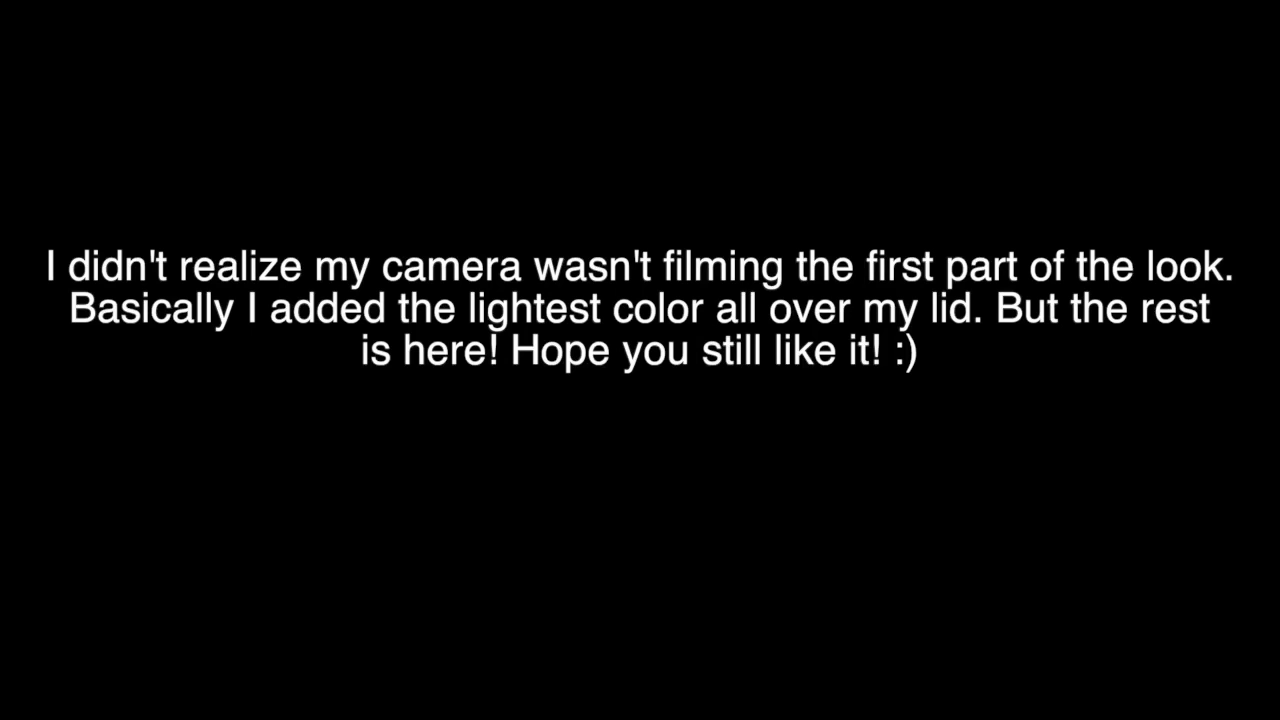 I didn't realize my camera wasn't filming the first part of the look.
Basically I added the lightest color all over my lid. But the rest
is here! Hope you still like it! :)